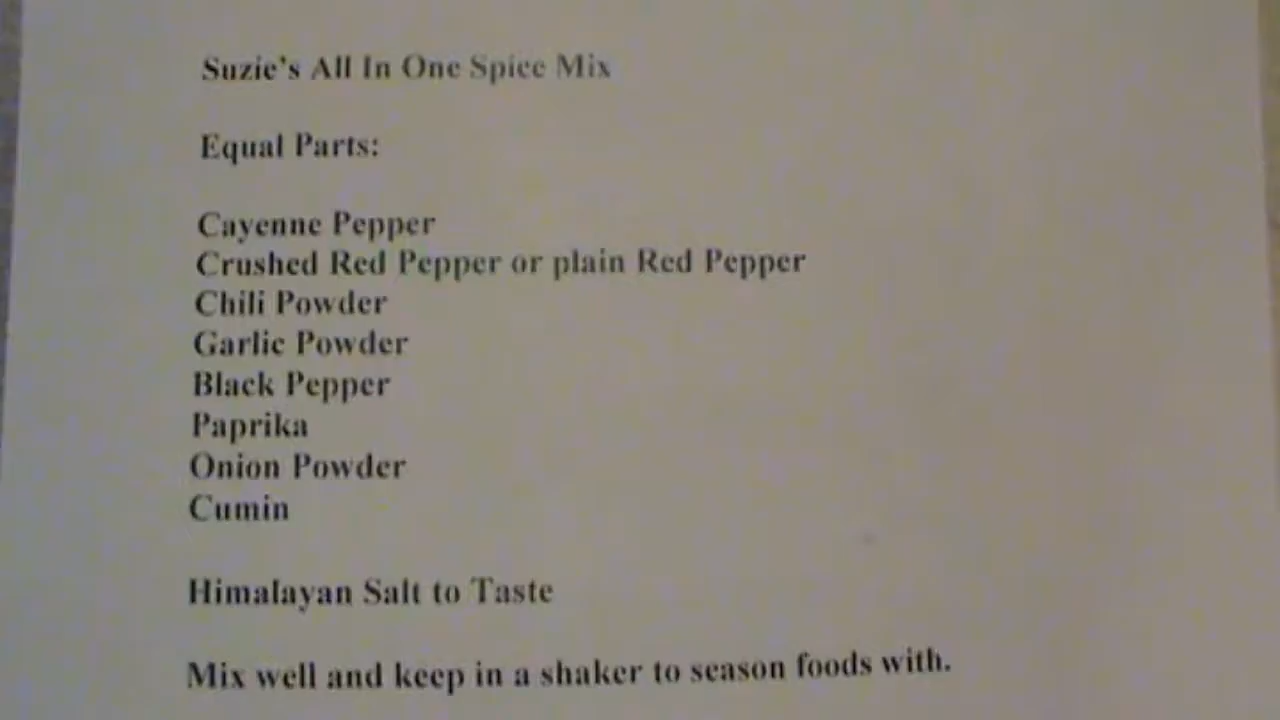 Suzie's All In One Spice Mix
Equal Parts:
Cayenne Pepper
Crushed Red Pepper or plain Red Pepper
Chili Powder
Garlic Powder
Black Pepper
Paprika
Onion Powder
Cumin
Himalayan Salt to Taste
Mix well and keep in a shaker to season foods with.